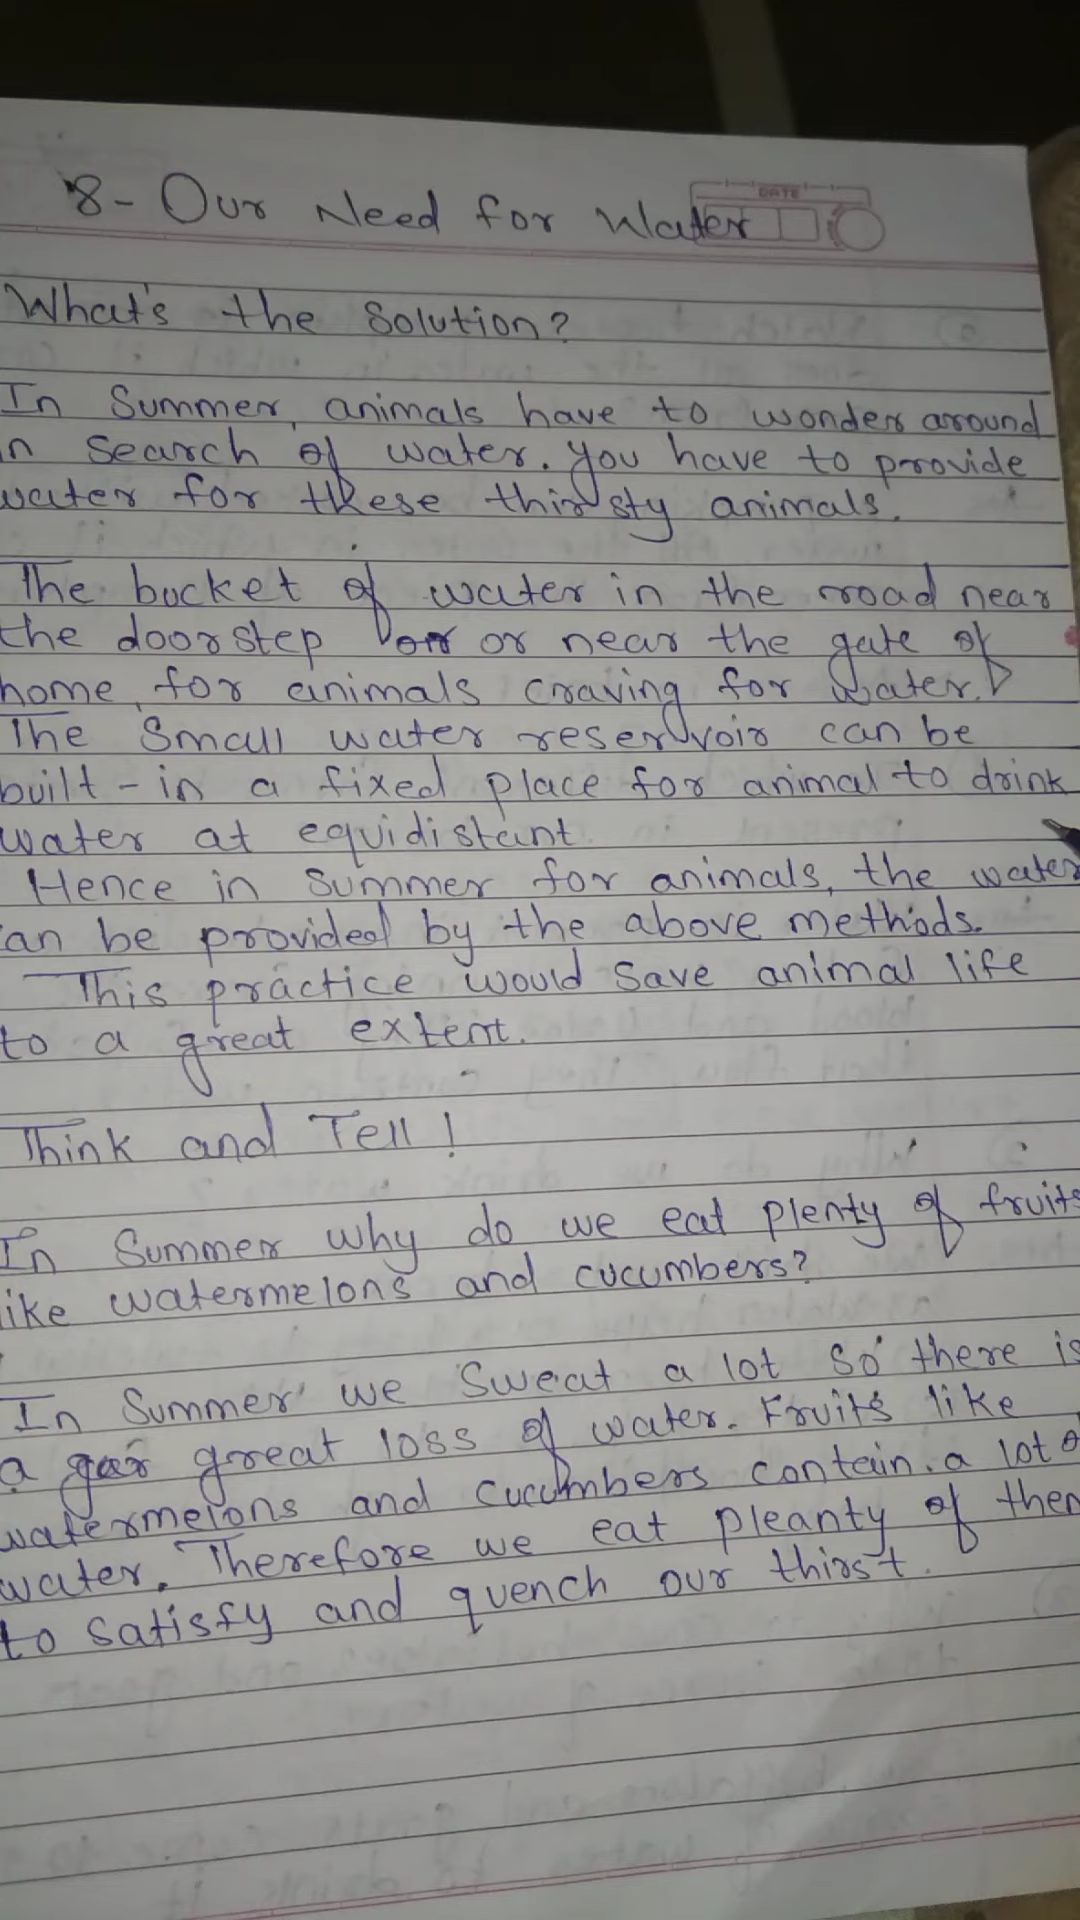 8- Our Need for Water
DATE
What's the Solution?
In Summer, animals have to wonder around
in search of water. You have to provide
water for these thirsty animals.
The bucket of water in the road near
the doorstep or near the gate of
home, for animals craving for water.
The Small water reservoir can be
built-in a fixed place for animal to drink
water at equidistant.
Hence in summer for animals, the water
can be provided by the above methods.
This practice would save animal life
to a great extent.
Think and Tell!
In Summer why do we eat plenty of fruits
like watermelons and cucumbers?
In Summer we Sweat a lot so there is
a great loss of water. Fruits like
watermelons and cucumbers contain a lot of
water. Therefore we eat pleanty of them
to satisfy and quench our thirst.